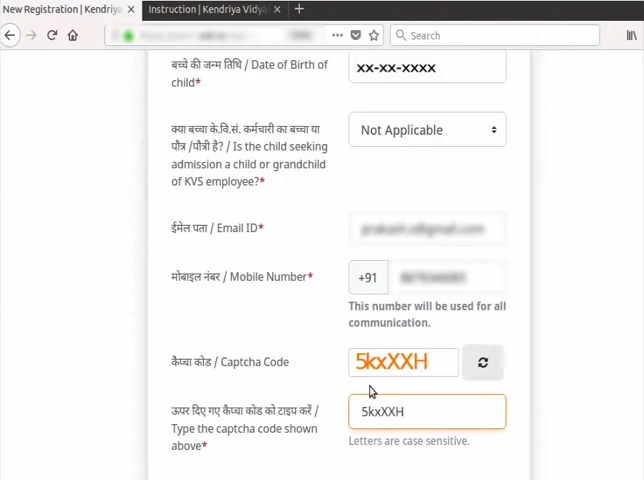 New Registration | Kendriya
Instruction | Kendriya Vidya
Search
बच्चे की जन्म तिथि / Date of Birth of
child*
xx-xx-xxxx
क्या बच्चा के.वि.सं. कर्मचारी का बच्चा या
पौत्र /पौत्री है? / Is the child seeking
admission a child or grandchild
of KVS employee?*
Not Applicable
ईमेल पता / Email ID*
मोबाइल नंबर / Mobile Number*
+91
This number will be used for all
communication.
कैप्चा कोड / Captcha Code
5kxXXH
ऊपर दिए गए कैप्चा कोड को टाइप करें /
Type the captcha code shown
above*
5kxXXH
Letters are case sensitive.